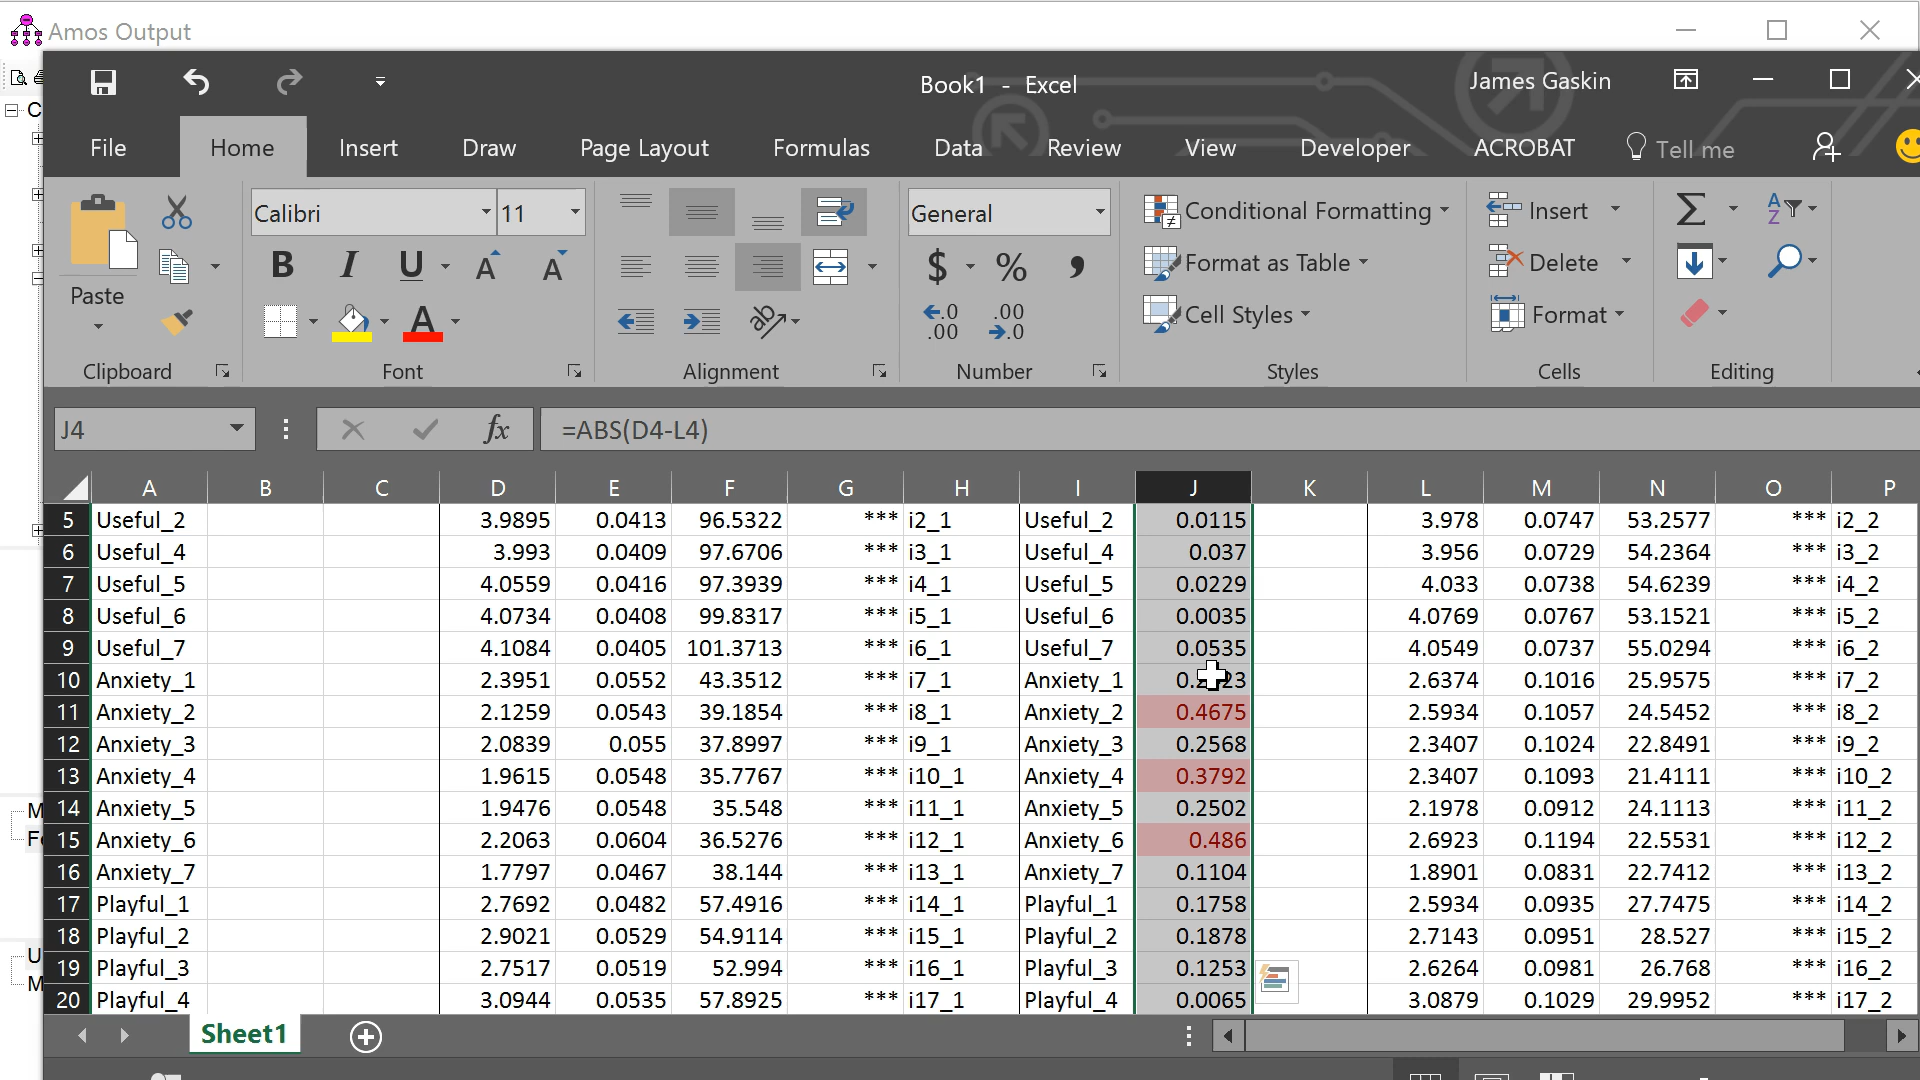 Amos Output
Book1 - Excel
James Gaskin
File Home Insert Draw Page Layout Formulas Data Review View Developer ACROBAT Tell me
Paste
Calibri 11
General
Conditional Formatting
Format as Table
Cell Styles
Insert
Delete
Format
Clipboard Font Alignment Number Styles Cells Editing
J4 fx =ABS(D4-L4)
A B C D E F G H I J K L M N O P
5 Useful_2 3.9895 0.0413 96.5322 *** i2_1 Useful_2 0.0115 3.978 0.0747 53.2577 *** i2_2
6 Useful_4 3.993 0.0409 97.6706 *** i3_1 Useful_4 0.037 3.956 0.0729 54.2364 *** i3_2
7 Useful_5 4.0559 0.0416 97.3939 *** i4_1 Useful_5 0.0229 4.033 0.0738 54.6239 *** i4_2
8 Useful_6 4.0734 0.0408 99.8317 *** i5_1 Useful_6 0.0035 4.0769 0.0767 53.1521 *** i5_2
9 Useful_7 4.1084 0.0405 101.3713 *** i6_1 Useful_7 0.0535 4.0549 0.0737 55.0294 *** i6_2
10 Anxiety_1 2.3951 0.0552 43.3512 *** i7_1 Anxiety_1 2.6374 0.1016 25.9575 *** i7_2
11 Anxiety_2 2.1259 0.0543 39.1854 *** i8_1 Anxiety_2 0.4675 2.5934 0.1057 24.5452 *** i8_2
12 Anxiety_3 2.0839 0.055 37.8997 *** i9_1 Anxiety_3 0.2568 2.3407 0.1024 22.8491 *** i9_2
13 Anxiety_4 1.9615 0.0548 35.7767 *** i10_1 Anxiety_4 0.3792 2.3407 0.1093 21.4111 *** i10_2
14 Anxiety_5 1.9476 0.0548 35.548 *** i11_1 Anxiety_5 0.2502 2.1978 0.0912 24.1113 *** i11_2
15 Anxiety_6 2.2063 0.0604 36.5276 *** i12_1 Anxiety_6 0.486 2.6923 0.1194 22.5531 *** i12_2
16 Anxiety_7 1.7797 0.0467 38.144 *** i13_1 Anxiety_7 0.1104 1.8901 0.0831 22.7412 *** i13_2
17 Playful_1 2.7692 0.0482 57.4916 *** i14_1 Playful_1 0.1758 2.5934 0.0935 27.7475 *** i14_2
18 Playful_2 2.9021 0.0529 54.9114 *** i15_1 Playful_2 0.1878 2.7143 0.0951 28.527 *** i15_2
19 Playful_3 2.7517 0.0519 52.994 *** i16_1 Playful_3 0.1253 2.6264 0.0981 26.768 *** i16_2
20 Playful_4 3.0944 0.0535 57.8925 *** i17_1 Playful_4 0.0065 3.0879 0.1029 29.9952 *** i17_2
Sheet1